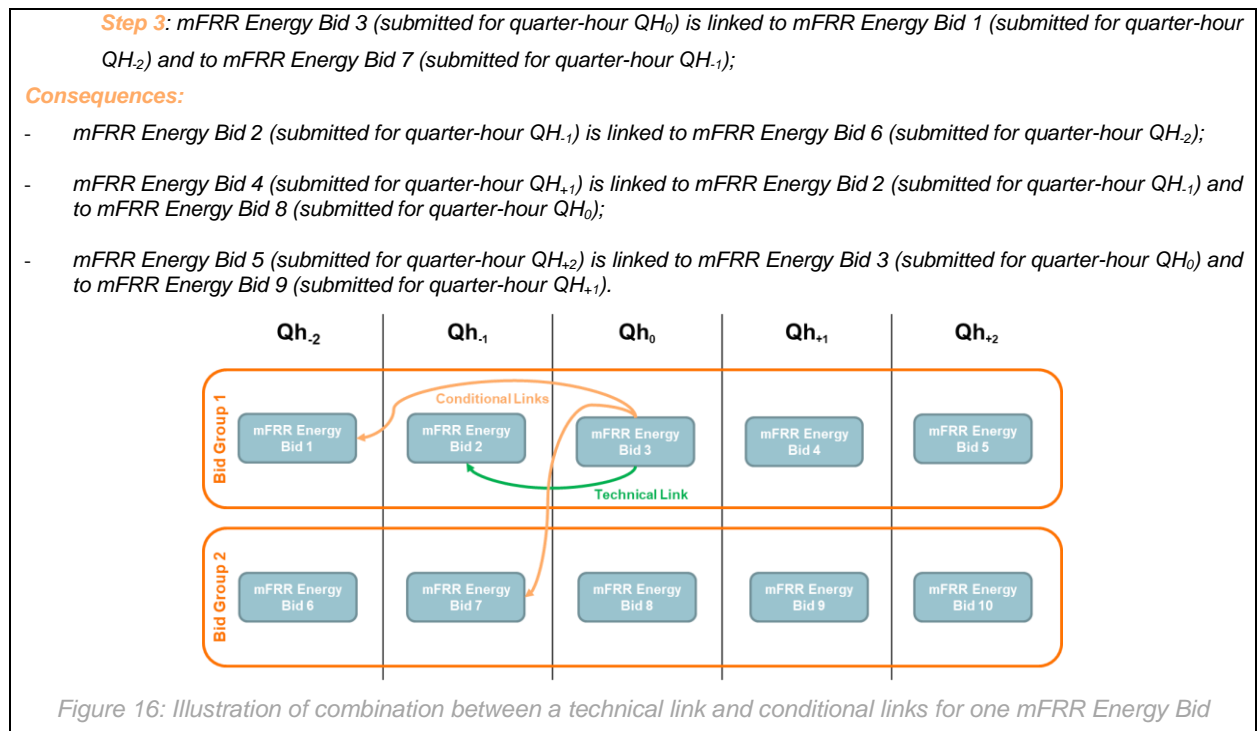 Step 3: mFRR Energy Bid 3 (submitted for quarter-hour QH0) is linked to mFRR Energy Bid 1 (submitted for quarter-hour
QH-2) and to mFRR Energy Bid 7 (submitted for quarter-hour QH-1);
Consequences:
- mFRR Energy Bid 2 (submitted for quarter-hour QH-1) is linked to mFRR Energy Bid 6 (submitted for quarter-hour QH-2);
- mFRR Energy Bid 4 (submitted for quarter-hour QH+1) is linked to mFRR Energy Bid 2 (submitted for quarter-hour QH-1) and
to mFRR Energy Bid 8 (submitted for quarter-hour QH0);
- mFRR Energy Bid 5 (submitted for quarter-hour QH+2) is linked to mFRR Energy Bid 3 (submitted for quarter-hour QH0) and
to mFRR Energy Bid 9 (submitted for quarter-hour QH+1).
Qh-2 Qh-1 Qh0 Qh+1 Qh+2
Bid Group 1
Conditional Links
mFRR Energy
Bid 1
mFRR Energy
Bid 2
mFRR Energy
Bid 3
mFRR Energy
Bid 4
mFRR Energy
Bid 5
Technical Link
Bid Group 2
mFRR Energy
Bid 6
mFRR Energy
Bid 7
mFRR Energy
Bid 8
mFRR Energy
Bid 9
mFRR Energy
Bid 10
Figure 16: Illustration of combination between a technical link and conditional links for one mFRR Energy Bid